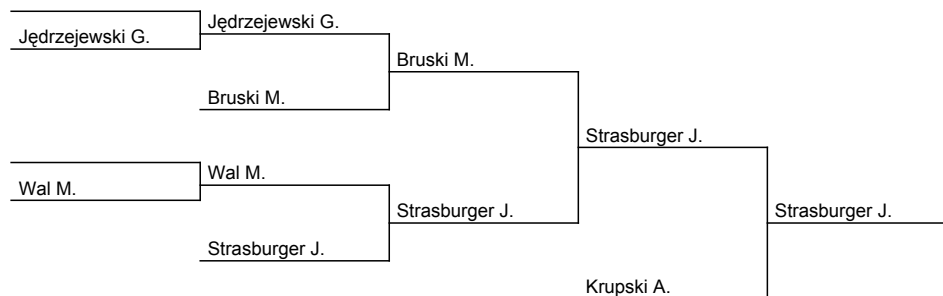 Jędrzejewski G.
Jędrzejewski G.
Bruski M.
Bruski M.
Strasburger J.
Wal M.
Wal M.
Strasburger J.
Strasburger J.
Strasburger J.
Krupski A.